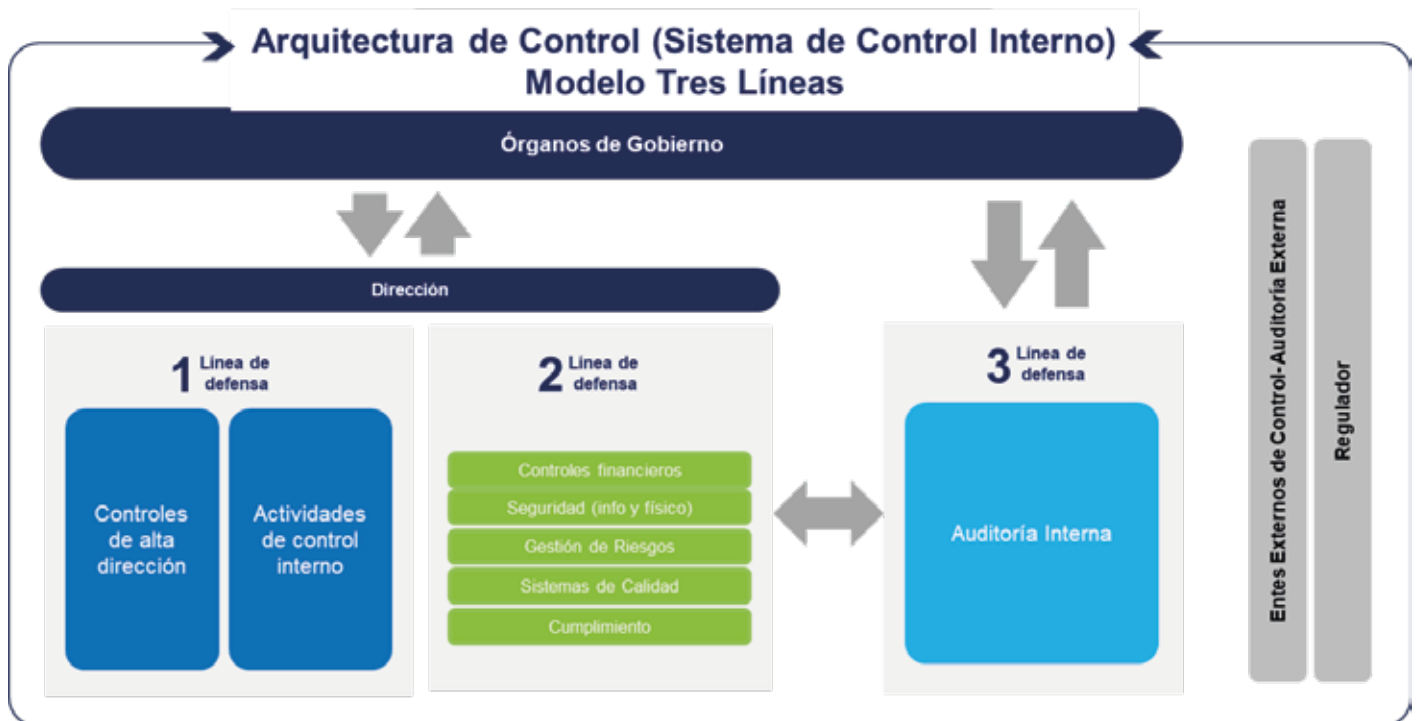 Arquitectura de Control (Sistema de Control Interno)
Modelo Tres Líneas
Órganos de Gobierno
Dirección
1 Línea de
defensa
Controles
de alta
dirección
Actividades
de control
interno
2 Línea de
defensa
Controles financieros
Seguridad (info y físico)
Gestión de Riesgos
Sistemas de Calidad
Cumplimiento
3 Línea de
defensa
Auditoría Interna
Entes Externos de Control-Auditoría Externa
Regulador